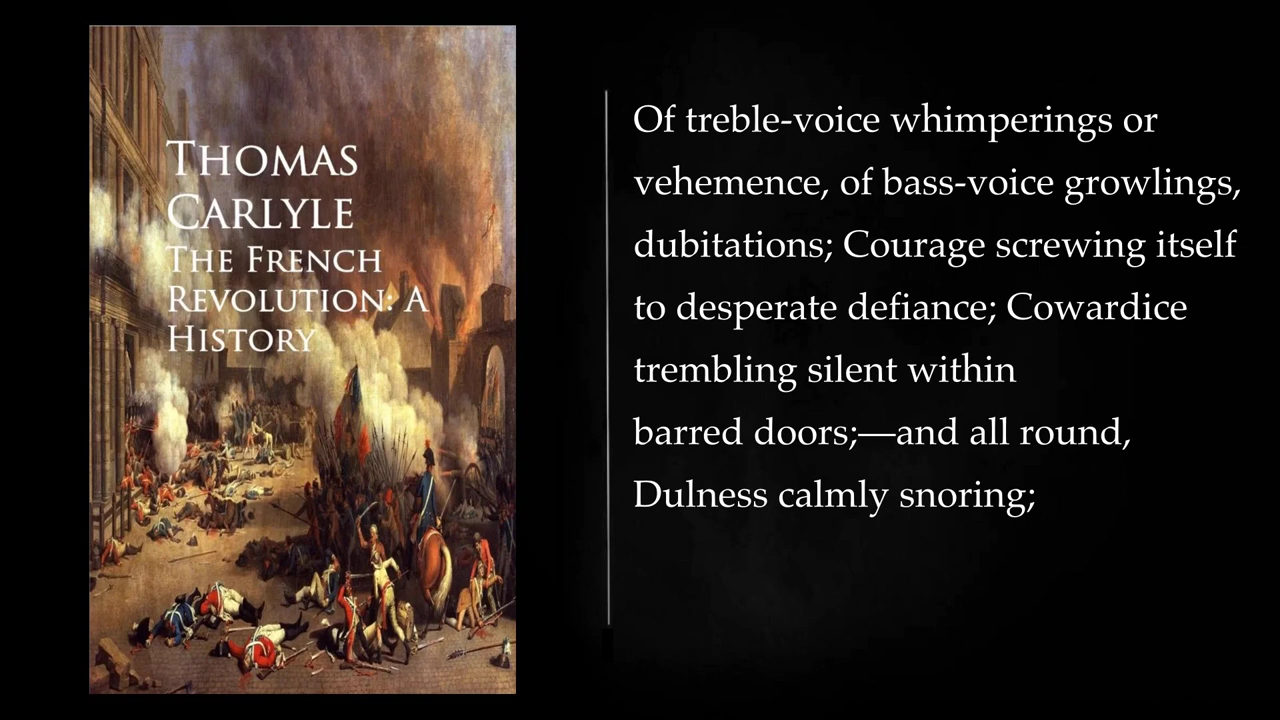 THOMAS
CARLYLE
THE FRENCH
REVOLUTION: A
HISTORY
Of treble-voice whimperings or
vehemence, of bass-voice growlings,
dubitations; Courage screwing itself
to desperate defiance; Cowardice
trembling silent within
barred doors;—and all round,
Dulness calmly snoring;